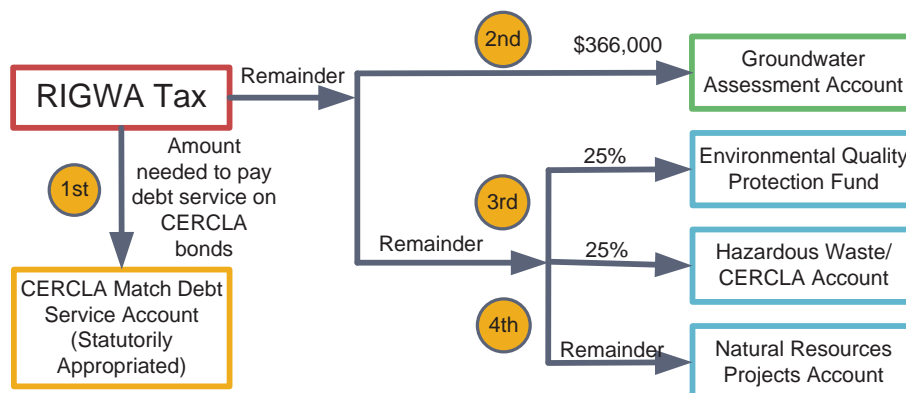 2nd
$366,000
Groundwater
Assessment Account
Remainder
RIGWA Tax
Amount
needed to pay
debt service on
CERCLA
bonds
1st
25%
Environmental Quality
Protection Fund
3rd
Remainder
25%
Hazardous Waste/
CERCLA Account
CERCLA Match Debt
Service Account
(Statutorily
Appropriated)
4th
Remainder
Natural Resources
Projects Account